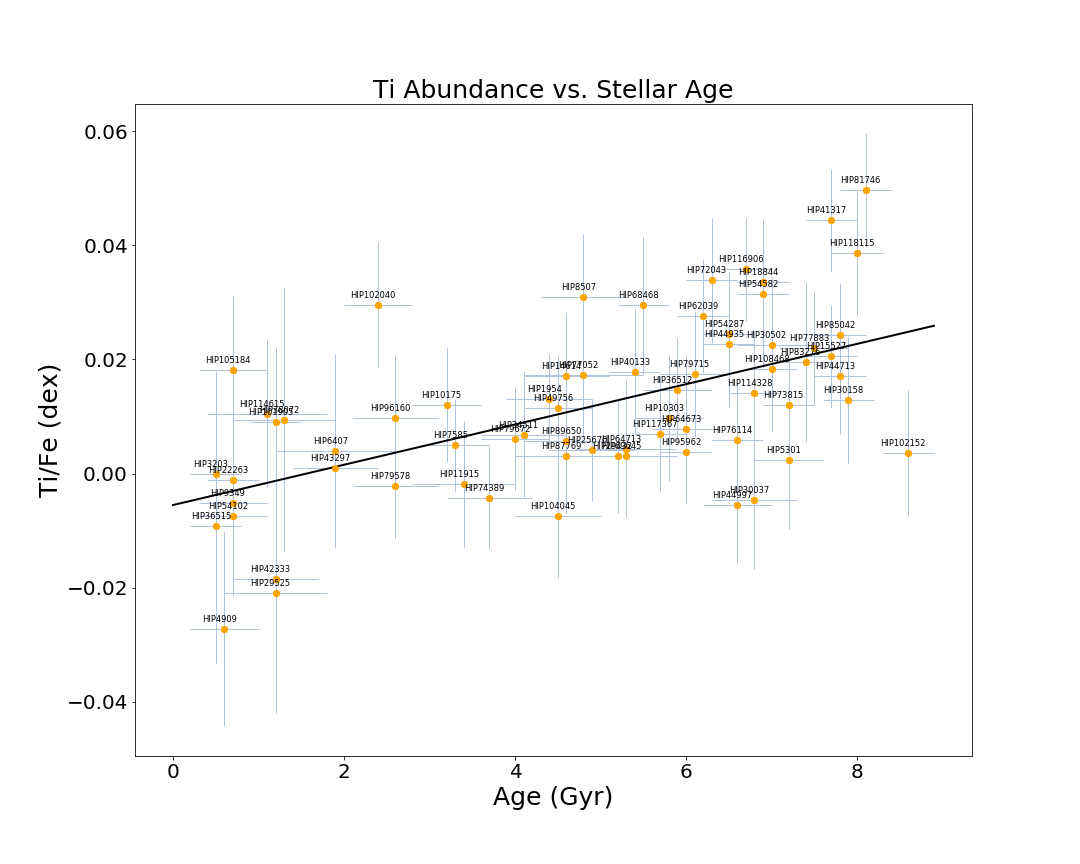 Ti Abundance vs. Stellar Age
Ti/Fe (dex)
0.06
0.04
0.02
0.00
−0.02
−0.04
HIP81746
HIP41317
HIP118115
HIP116906
HIP72043
HIP18844
HIP54582
HIP102040
HIP8507
HIP68468
HIP62039
HIP54287
HIP44935
HIP30502
HIP77883
HIP85042
HIP15527
HIP83276
HIP105184
HIP40133
HIP79715
HIP108468
HIP44713
HIP36512
HIP114328
HIP30158
HIP10175
HIP1954
HIP49756
HIP73815
HIP114615
HIP96160
HIP10303
HIP64673
HIP117367
HIP76114
HIP6407
HIP7585
HIP79672
HIP89650
HIP64713
HIP87769
HIP95962
HIP5301
HIP102152
HIP43297
HIP3203
HIP22263
HIP79578
HIP11915
HIP74389
HIP30037
HIP44997
HIP9349
HIP54102
HIP36515
HIP104045
HIP42333
HIP29525
HIP4909
0
2
4
6
8
Age (Gyr)